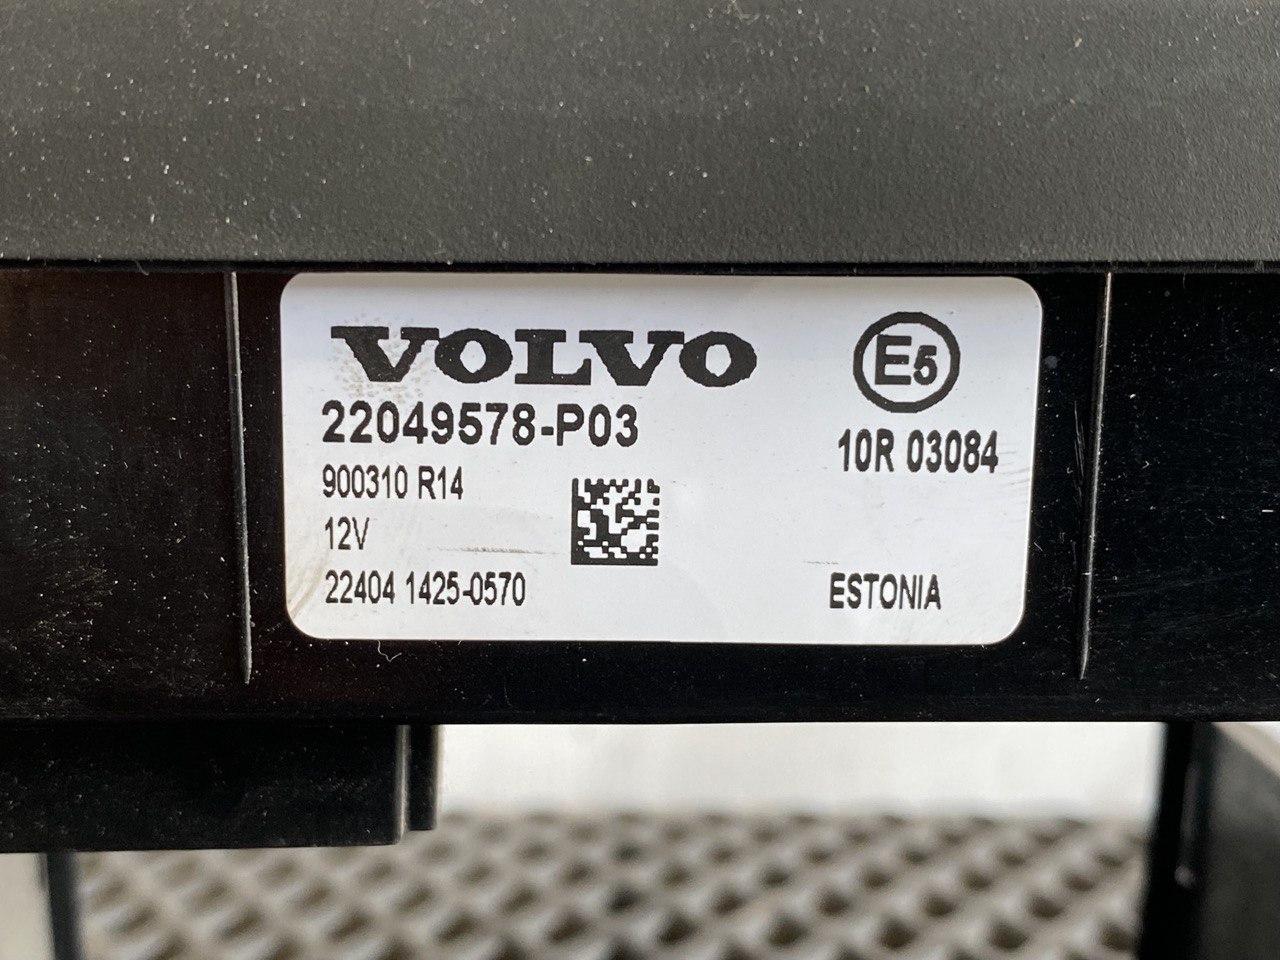 VOLVO
E5
22049578-P03
10R 03084
900310 R14
12V
22404 1425-0570
ESTONIA